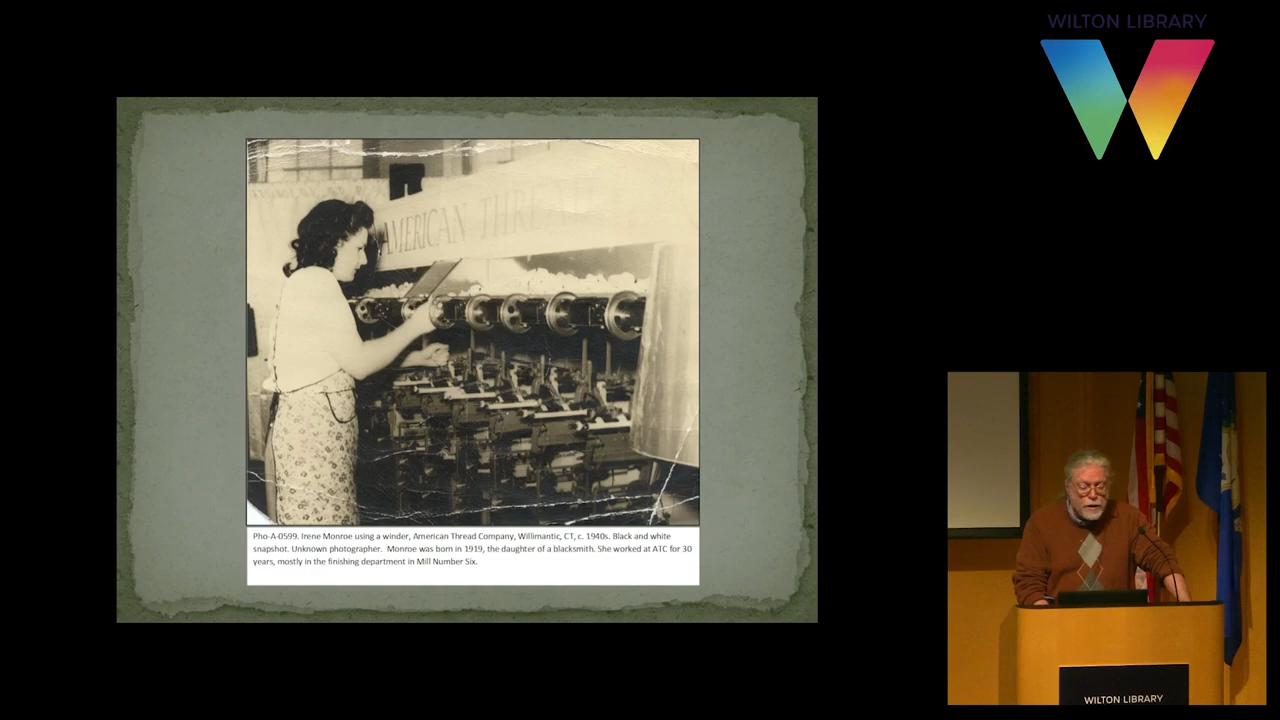 WILTON LIBRARY
AMERICAN THREAD
Pho-A-0599. Irene Monroe using a winder, American Thread Company, Willimantic, CT, c. 1940s. Black and white
snapshot. Unknown photographer.  Monroe was born in 1919, the daughter of a blacksmith. She worked at ATC for 30
years, mostly in the finishing department in Mill Number Six.
WILTON LIBRARY